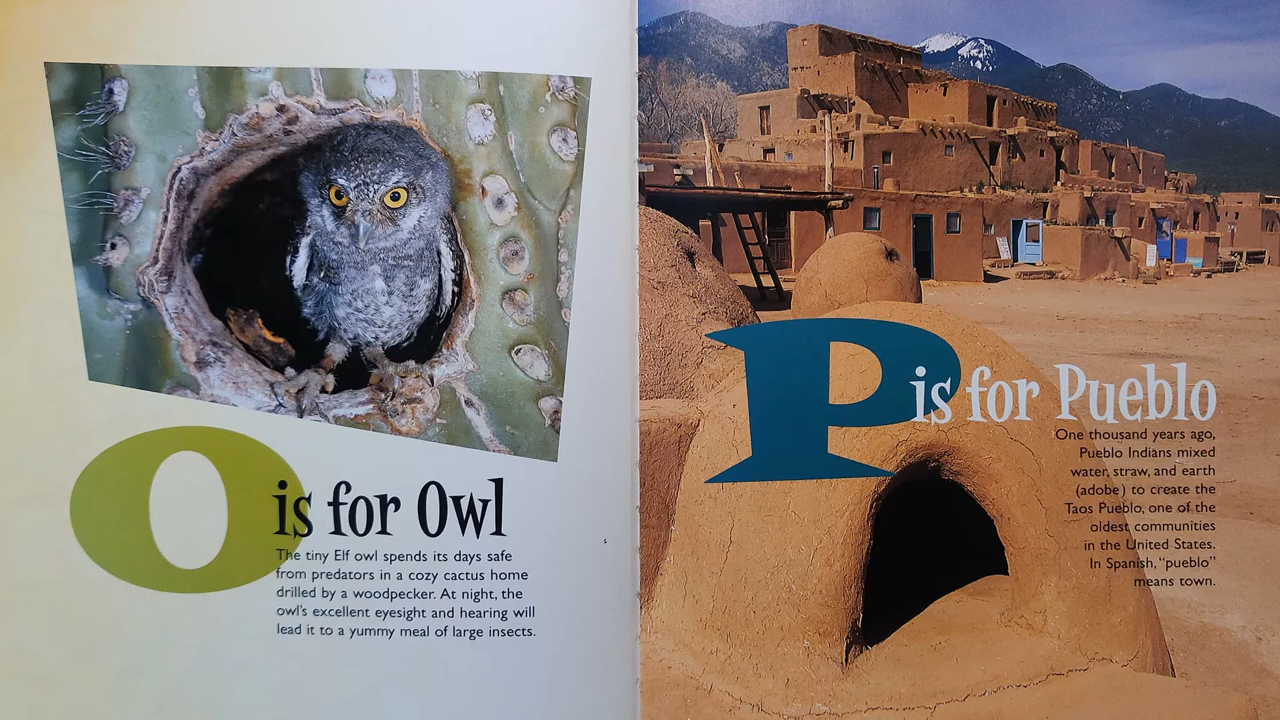 O is for Owl
The tiny Elf owl spends its days safe
from predators in a cozy cactus home
drilled by a woodpecker. At night, the
owl's excellent eyesight and hearing will
lead it to a yummy meal of large insects.
P is for Pueblo
One thousand years ago,
Pueblo Indians mixed
water, straw, and earth
(adobe) to create the
Taos Pueblo, one of the
oldest communities
in the United States.
In Spanish, "pueblo"
means town.